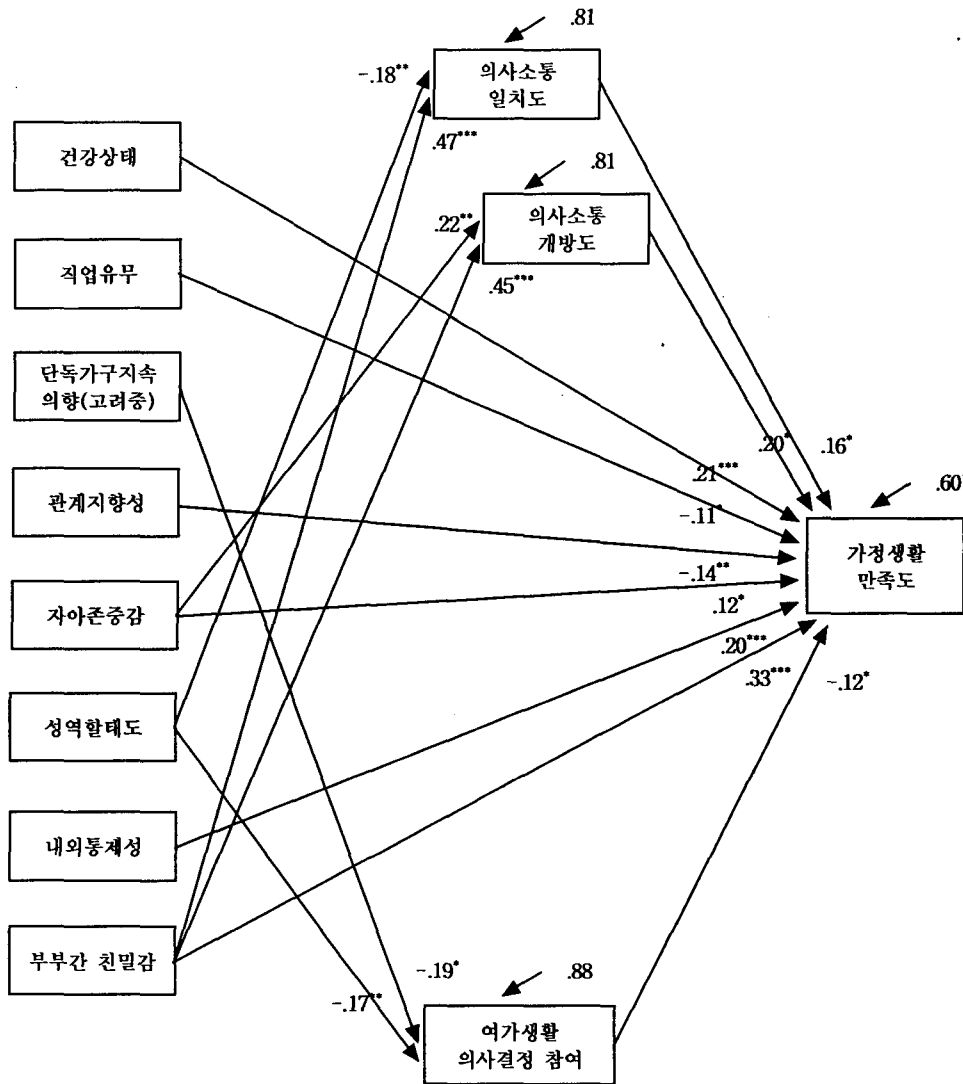 .81
-.18**
의사소통
일치도
.47***
건강상태
.81
.22**
의사소통
개방도
.45***
직업유무
단독가구지속
의향(고려중)
.20*
.16*
.21***
-.11*
.60
관계지향성
가정생활
만족도
-.14**
자아존중감
.12*
.20***
.33***
-.12*
성역할태도
내외통제성
부부간 친밀감
-.19*
.88
-.17**
여가생활
의사결정 참여